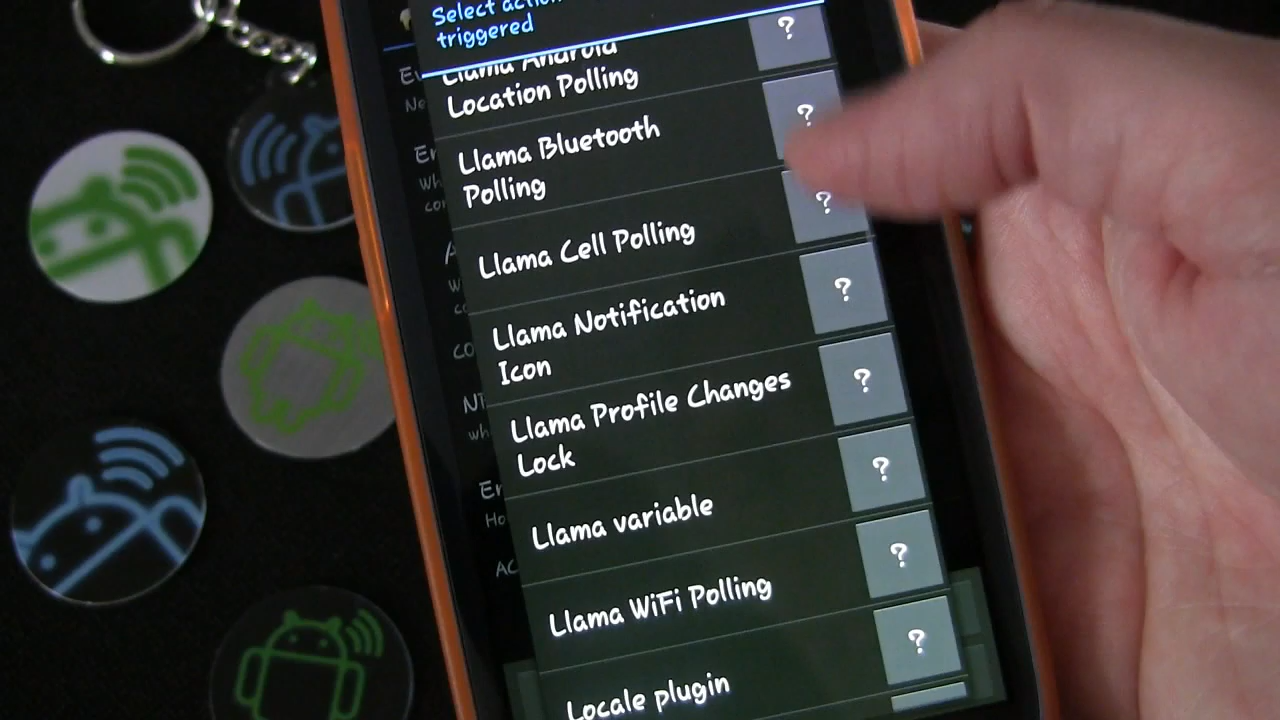 Select action
triggered
Llama Android
Location Polling
?
Llama Bluetooth
Polling
?
Llama Cell Polling
?
Llama Notification
Icon
?
Llama Profile Changes
Lock
?
Llama variable
?
Llama WiFi Polling
?
Locale plugin
?